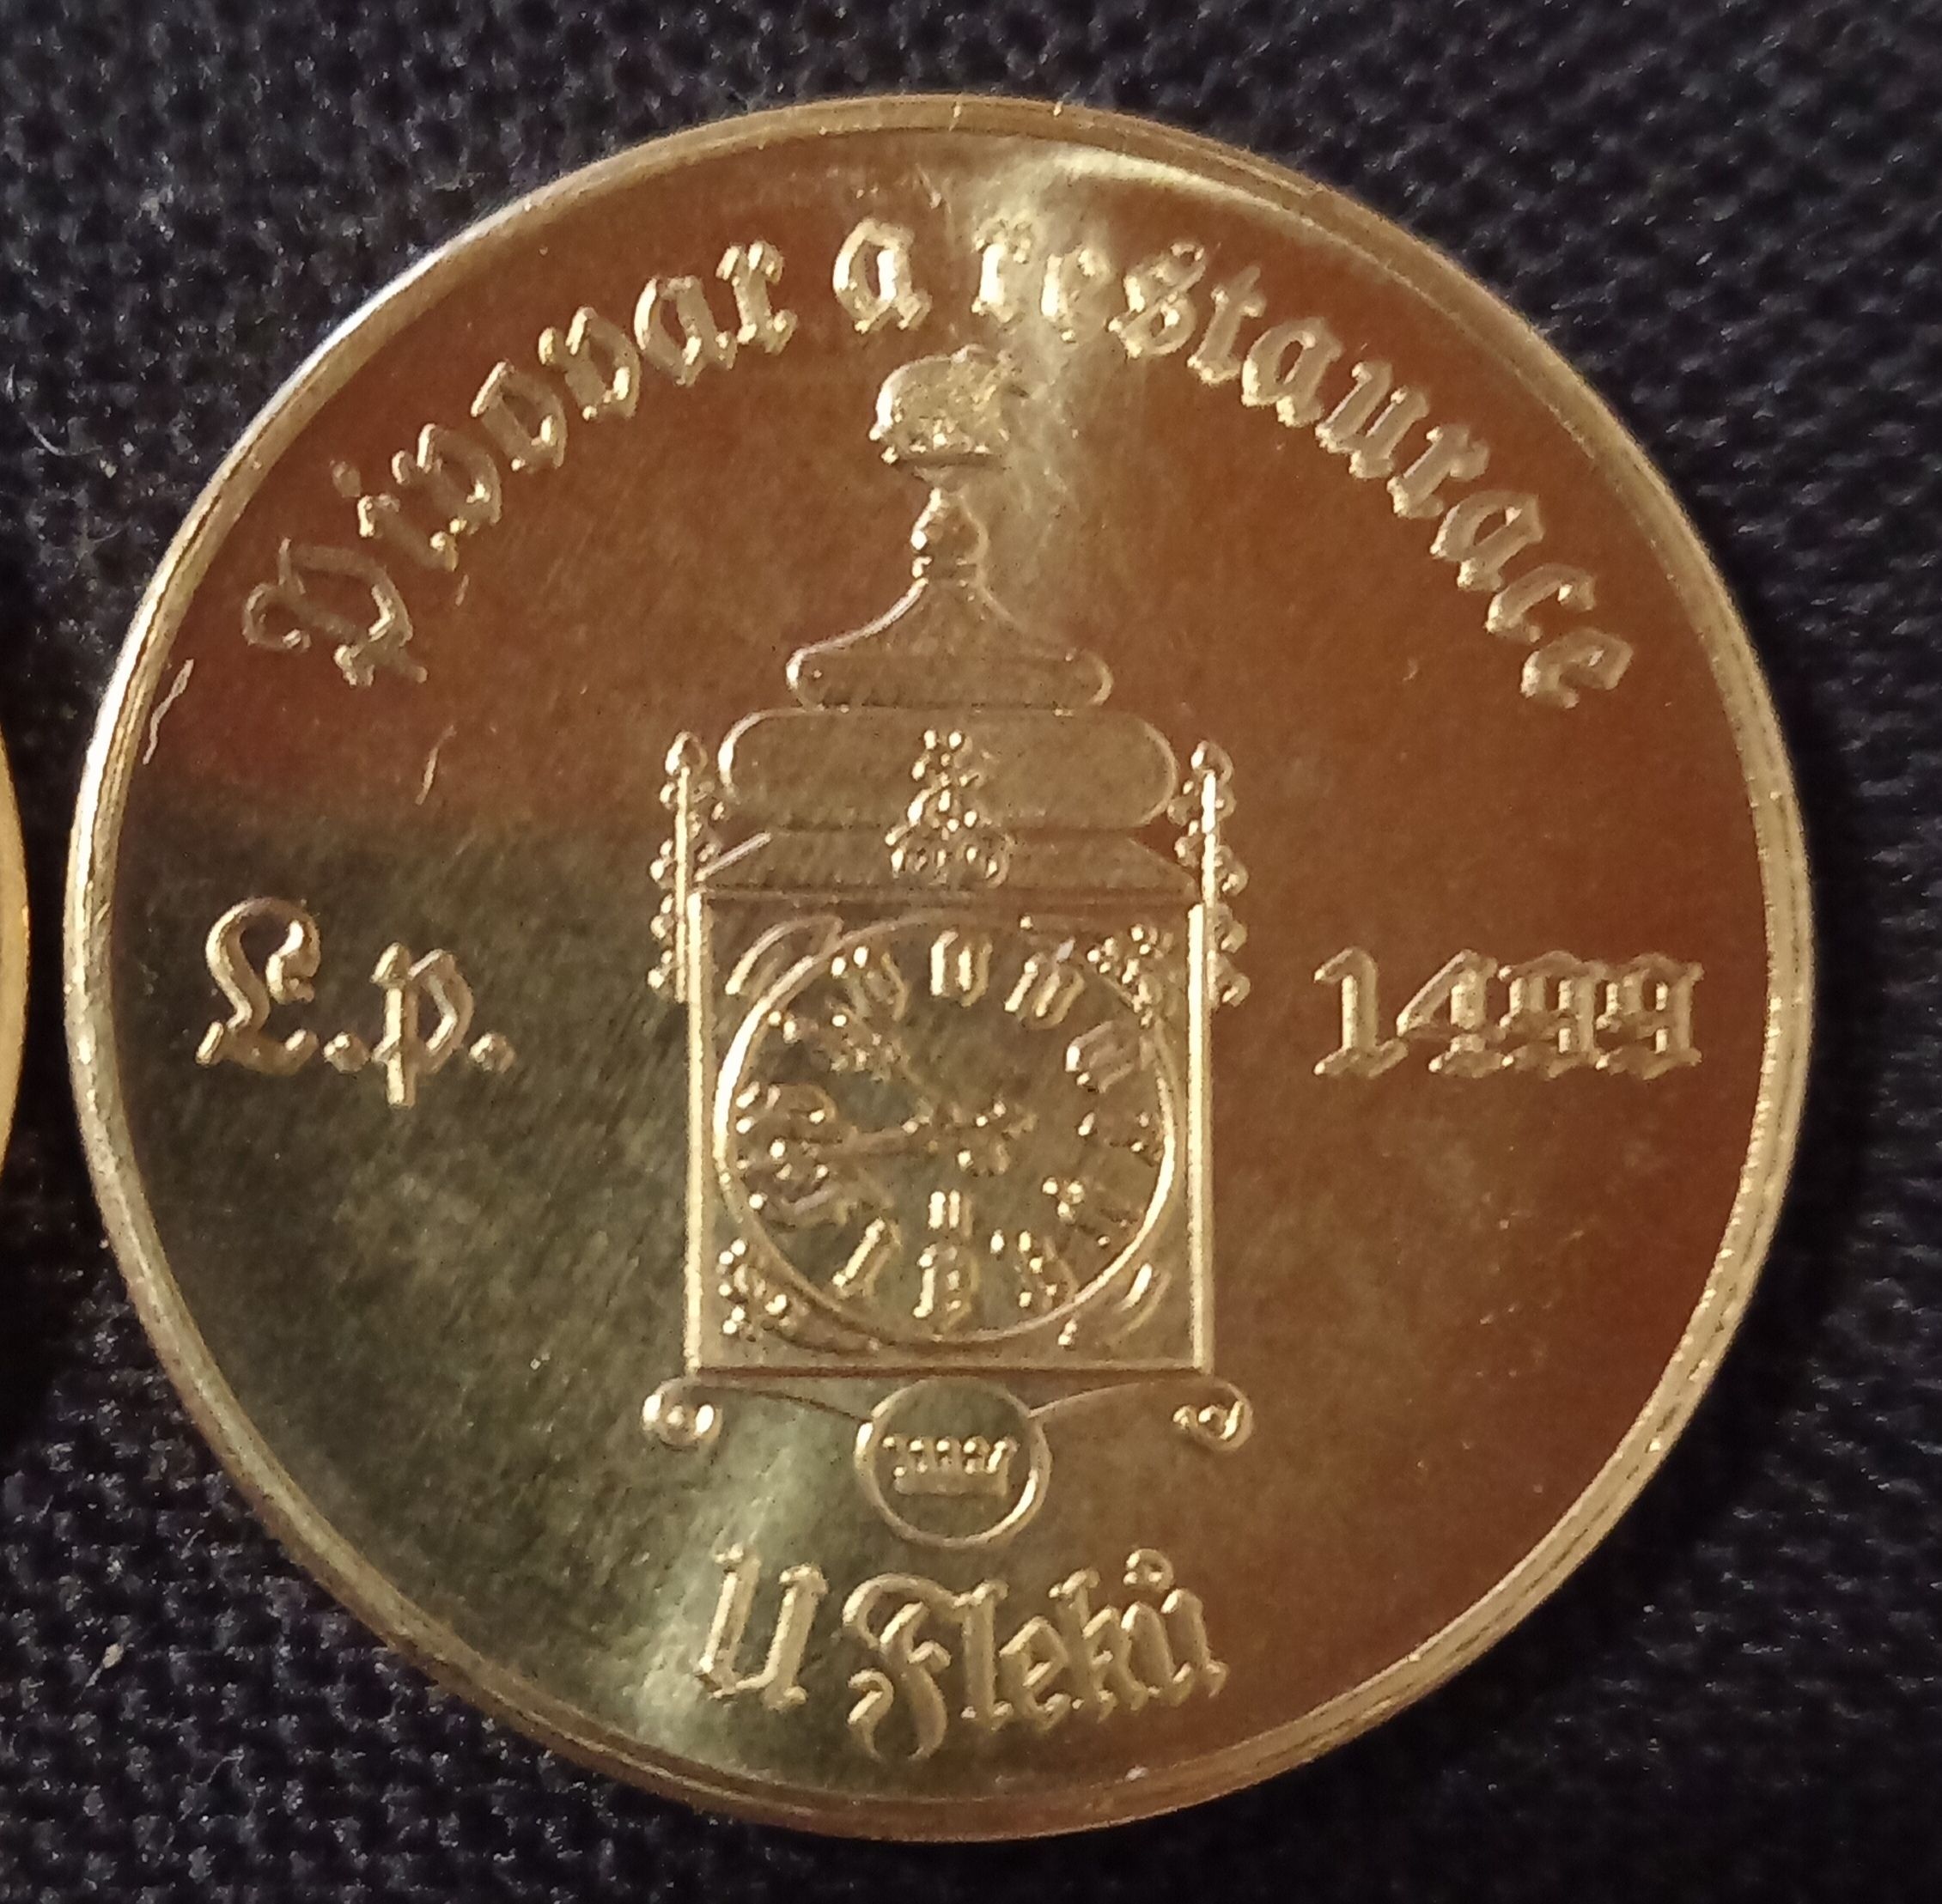 Pivovar a restaurace
L.p. 1499
U Fleků